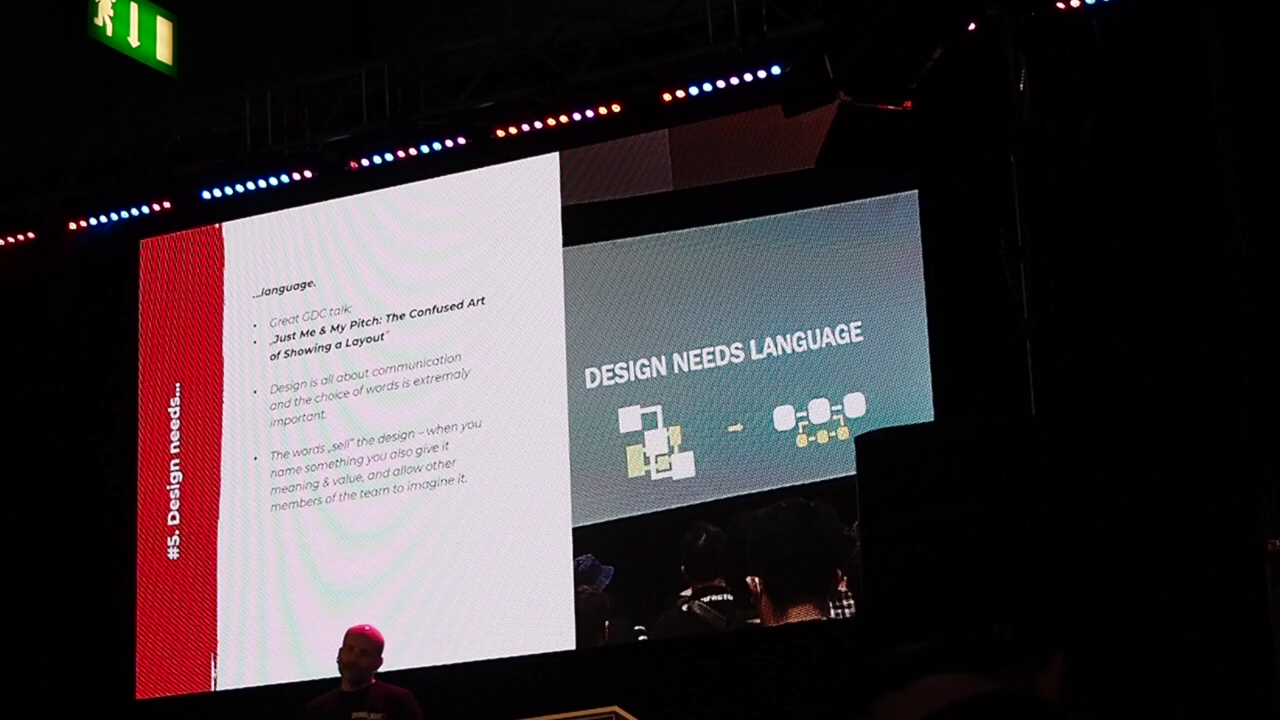 #5. Design needs...
...language.
• Great GDC talk:
• „Just Me & My Pitch: The Confused Art
of Showing a Layout"
• Design is all about communication
and the choice of words is extremaly
important.
• The words „sell" the design – when you
name something you also give it
meaning & value, and allow other
members of the team to imagine it.
DESIGN NEEDS LANGUAGE